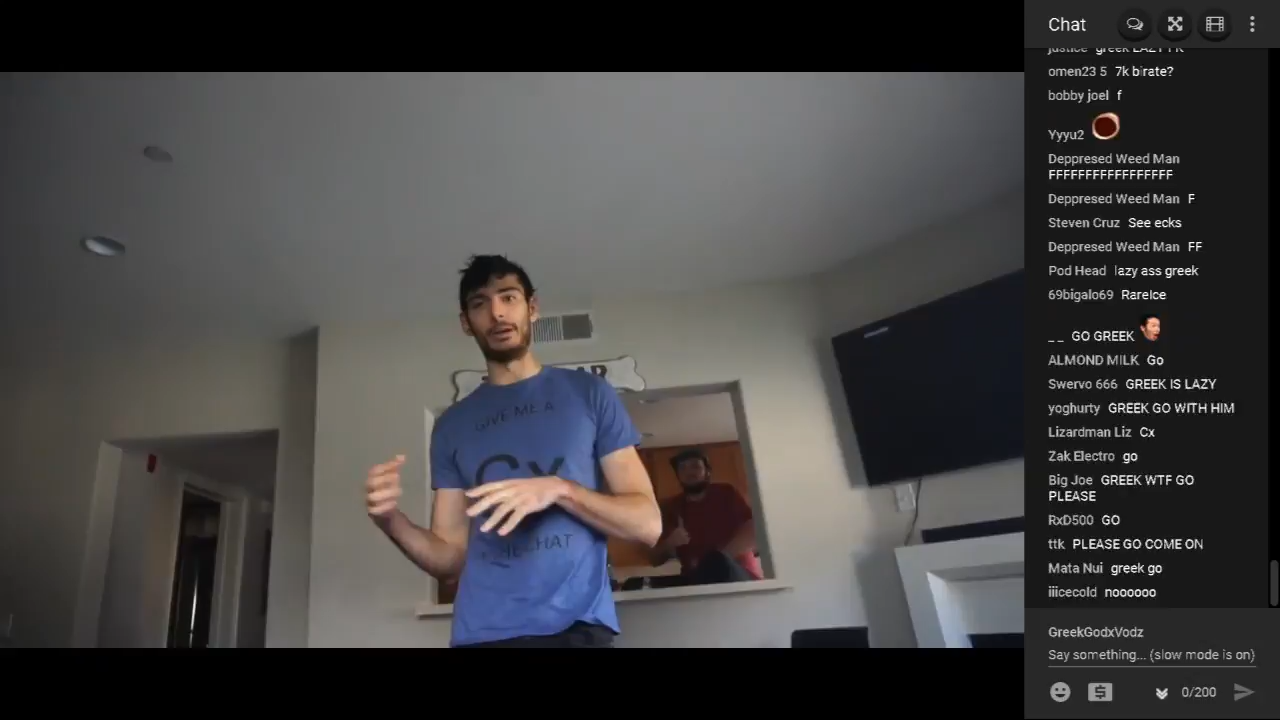 Chat
omen23 5 7k birate?
bobby joel f
Yyyu2
Deppresed Weed Man
FFFFFFFFFFFFFFFFF
Deppresed Weed Man F
Steven Cruz See ecks
Deppresed Weed Man FF
Pod Head lazy ass greek
69bigalo69 RareIce
_ _ GO GREEK
ALMOND MILK Go
Swervo 666 GREEK IS LAZY
yoghurty GREEK GO WITH HIM
Lizardman Liz Cx
Zak Electro go
Big Joe GREEK WTF GO
PLEASE
RxD500 GO
ttk PLEASE GO COME ON
Mata Nui greek go
iiicecold noooooo
GreekGodxVodz
Say something... (slow mode is on)
0/200
GIVE ME A
Cx
CHAT